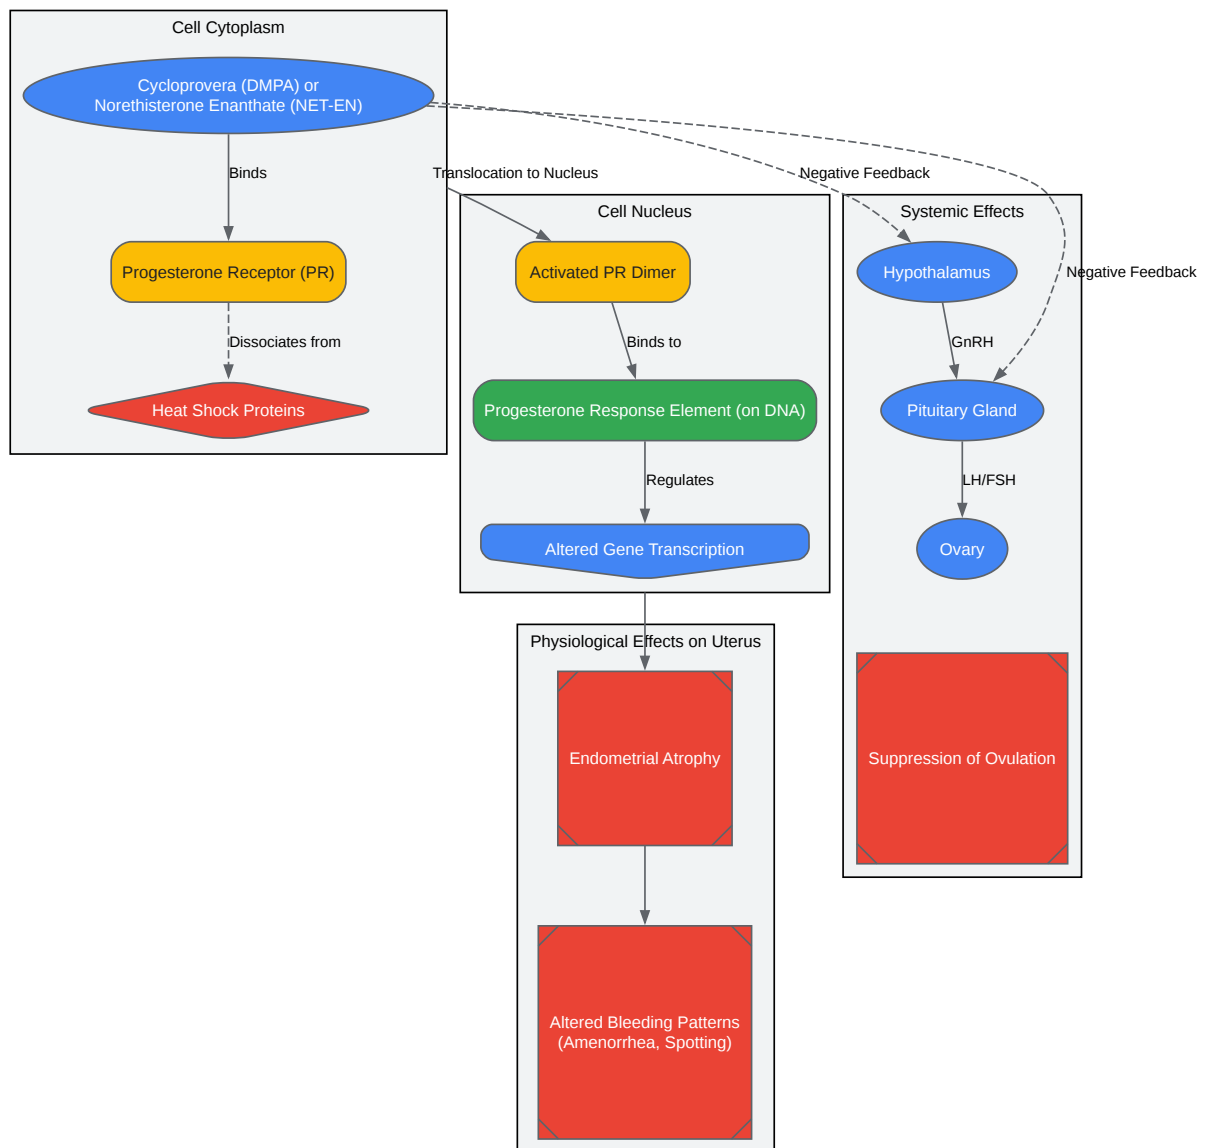 Cell Cytoplasm
Cycloprovera (DMPA) or
Norethisterone Enanthate (NET-EN)
Binds
Translocation to Nucleus
Negative Feedback
Cell Nucleus
Systemic Effects
Progesterone Receptor (PR)
Activated PR Dimer
Hypothalamus
Negative Feedback
Dissociates from
Binds to
GnRH
Heat Shock Proteins
Progesterone Response Element (on DNA)
Pituitary Gland
Regulates
LH/FSH
Altered Gene Transcription
Ovary
Physiological Effects on Uterus
Endometrial Atrophy
Suppression of Ovulation
Altered Bleeding Patterns
(Amenorrhea, Spotting)